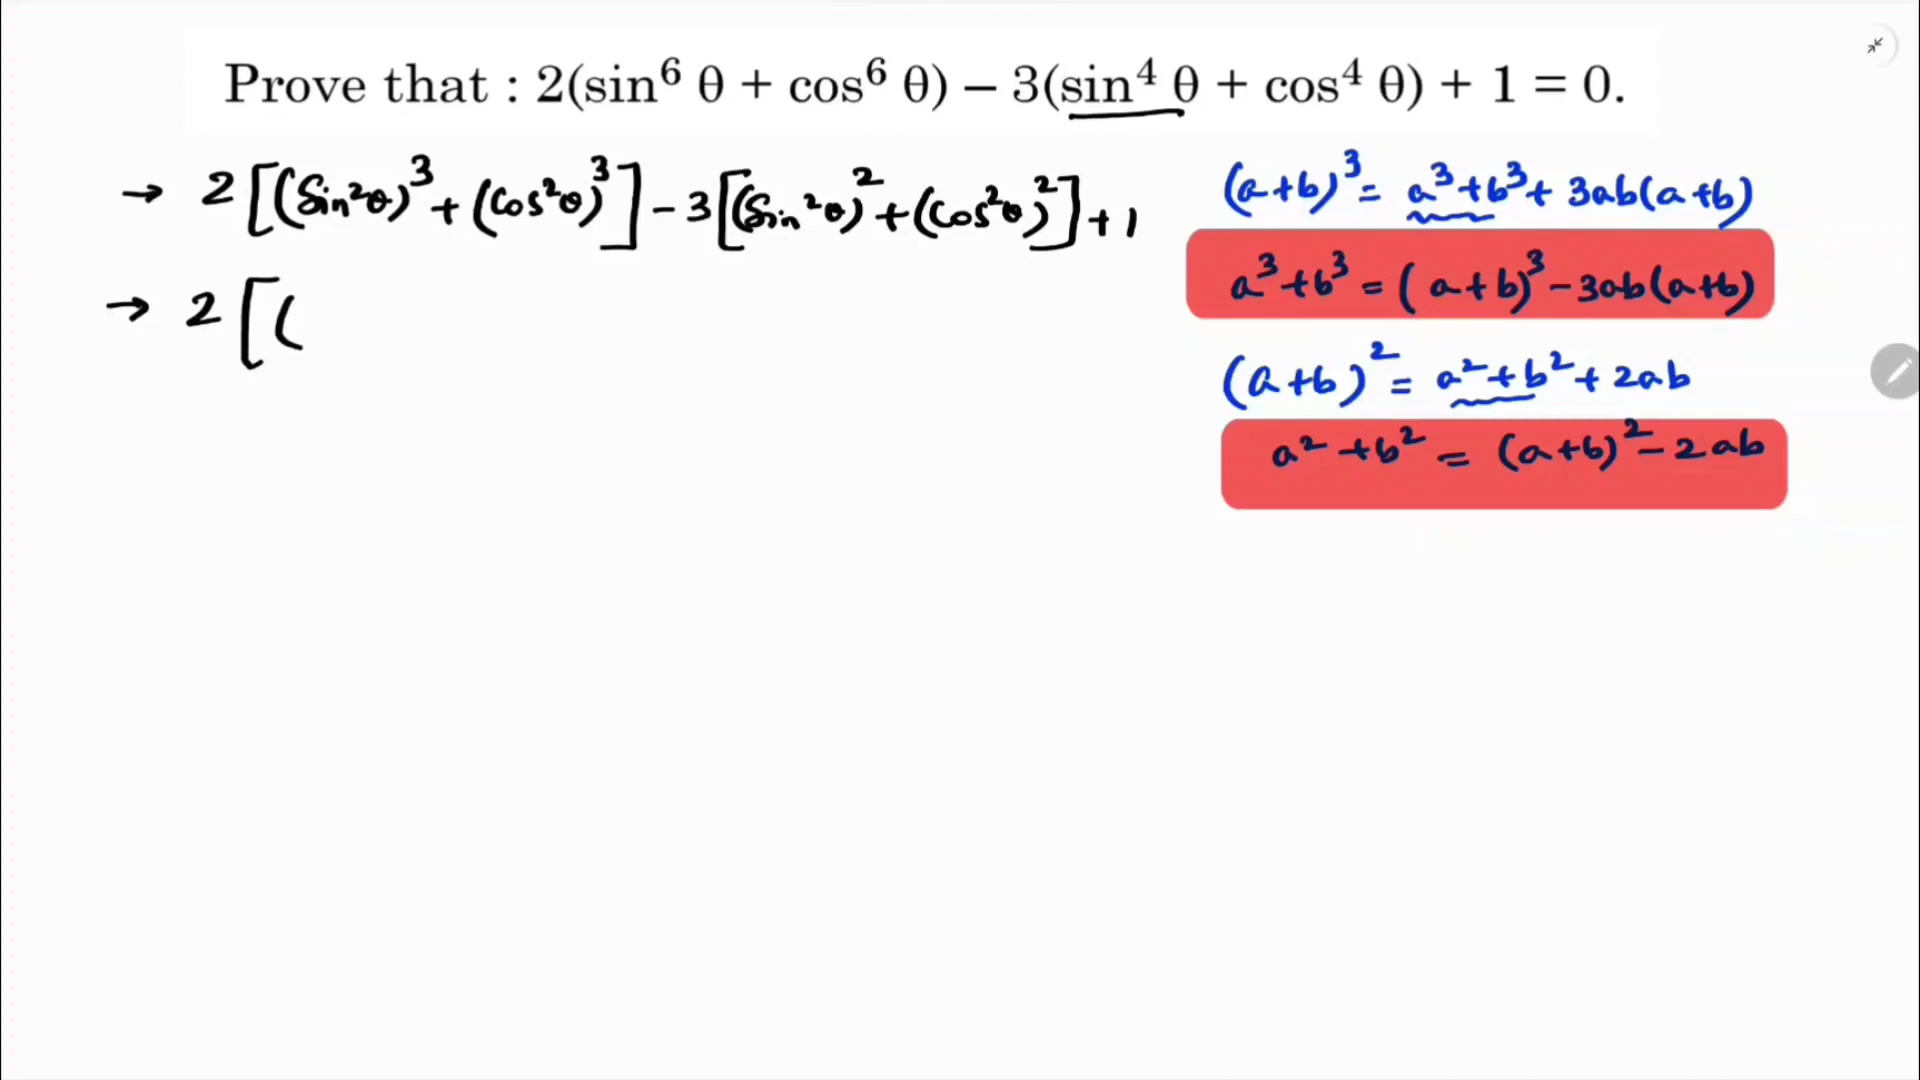 Prove that : 2(sin⁶ θ + cos⁶ θ) – 3(sin⁴ θ + cos⁴ θ) + 1 = 0.
→ 2[(Sin²θ)³ + (Cos²θ)³] - 3[(Sin²θ)² + (Cos²θ)²] + 1
→ 2[(
(a+b)³ = a³+b³ + 3ab(a+b)
a³+b³ = (a+b)³ - 3ab(a+b)
(a+b)² = a²+b² + 2ab
a²+b² = (a+b)² - 2ab